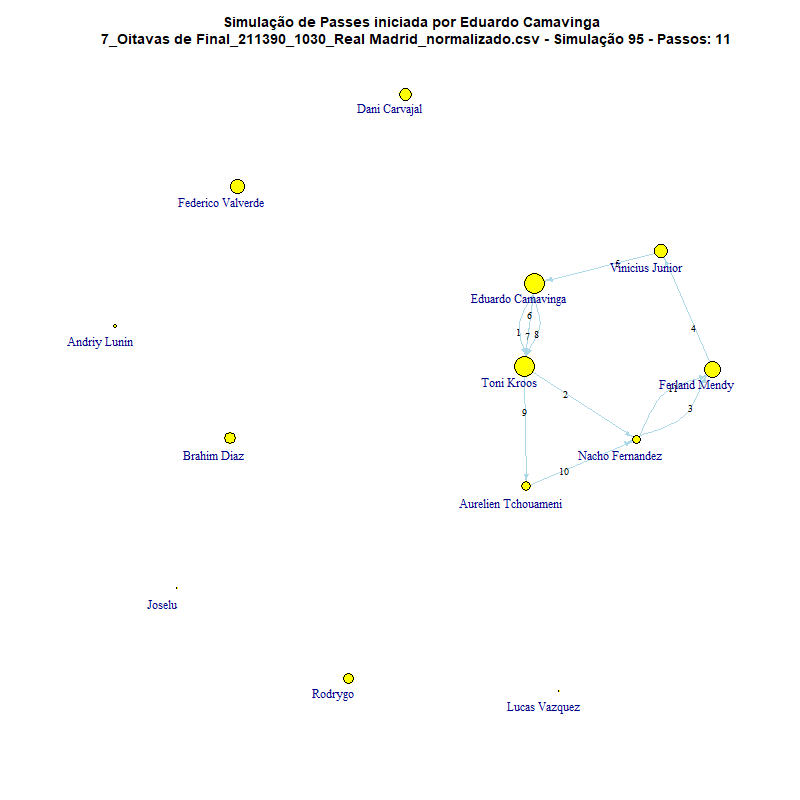 Simulação de Passes iniciada por Eduardo Camavinga
7_Oitavas de Final_211390_1030_Real Madrid_normalizado.csv - Simulação 95 - Passos: 11
Dani Carvajal
Federico Valverde
Vinicius Junior
5
Eduardo Camavinga
6
1
7
8
4
Andriy Lunin
Toni Kroos
Ferland Mendy
11
2
3
9
Brahim Diaz
Nacho Fernandez
10
Aurelien Tchouameni
Joselu
Rodrygo
Lucas Vazquez